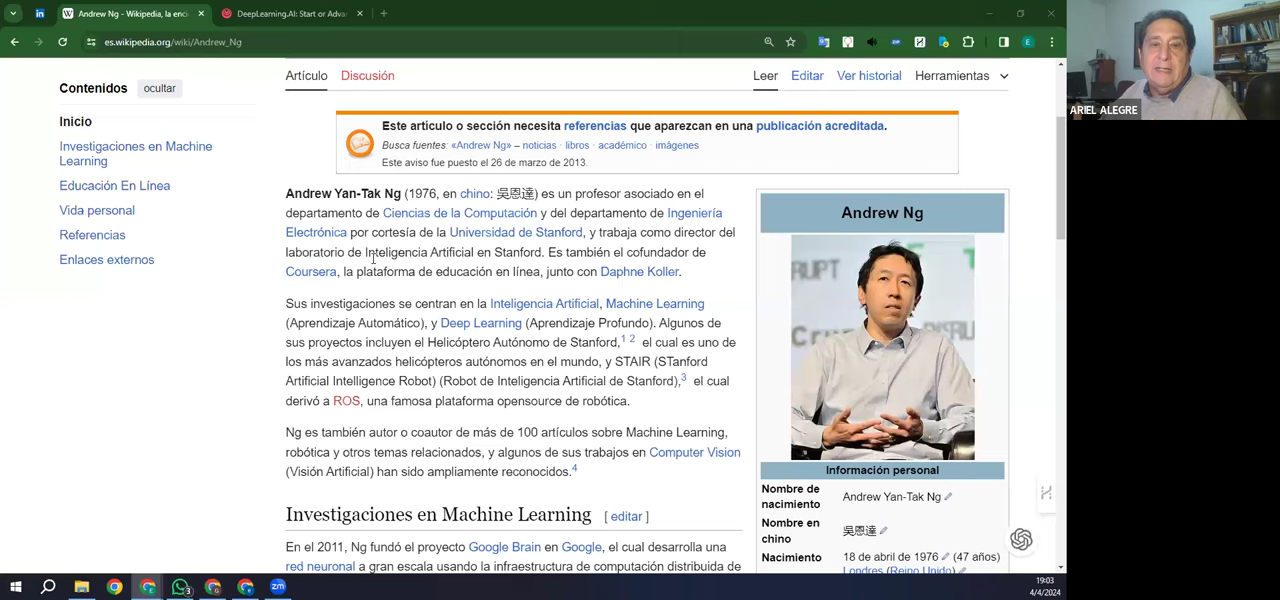 Andrew Ng - Wikipedia, la enci
DeepLearning.AI: Start or Advan
es.wikipedia.org/wiki/Andrew_Ng
E
ARIEL ALEGRE
Contenidos ocultar
Inicio
Investigaciones en Machine
Learning
Educación En Línea
Vida personal
Referencias
Enlaces externos
Artículo Discusión Leer Editar Ver historial Herramientas
Este artículo o sección necesita referencias que aparezcan en una publicación acreditada.
Busca fuentes: «Andrew Ng» – noticias · libros · académico · imágenes
Este aviso fue puesto el 26 de marzo de 2013.
Andrew Yan-Tak Ng (1976, en chino: 吳恩達) es un profesor asociado en el
departamento de Ciencias de la Computación y del departamento de Ingeniería
Electrónica por cortesía de la Universidad de Stanford, y trabaja como director del
laboratorio de Inteligencia Artificial en Stanford. Es también el cofundador de
Coursera, la plataforma de educación en línea, junto con Daphne Koller.
Sus investigaciones se centran en la Inteligencia Artificial, Machine Learning
(Aprendizaje Automático), y Deep Learning (Aprendizaje Profundo). Algunos de
sus proyectos incluyen el Helicóptero Autónomo de Stanford,1 2 el cual es uno de
los más avanzados helicópteros autónomos en el mundo, y STAIR (STanford
Artificial Intelligence Robot) (Robot de Inteligencia Artificial de Stanford),3 el cual
derivó a ROS, una famosa plataforma opensource de robótica.
Ng es también autor o coautor de más de 100 artículos sobre Machine Learning,
robótica y otros temas relacionados, y algunos de sus trabajos en Computer Vision
(Visión Artificial) han sido ampliamente reconocidos.4
Investigaciones en Machine Learning [ editar ]
En el 2011, Ng fundó el proyecto Google Brain en Google, el cual desarrolla una
red neuronal a gran escala usando la infraestructura de computación distribuida de
Andrew Ng
Información personal
Nombre de
nacimiento
Andrew Yan-Tak Ng
Nombre en
chino
吳恩達
Nacimiento 18 de abril de 1976 (47 años)
Londres (Reino Unido)
19:03
4/4/2024